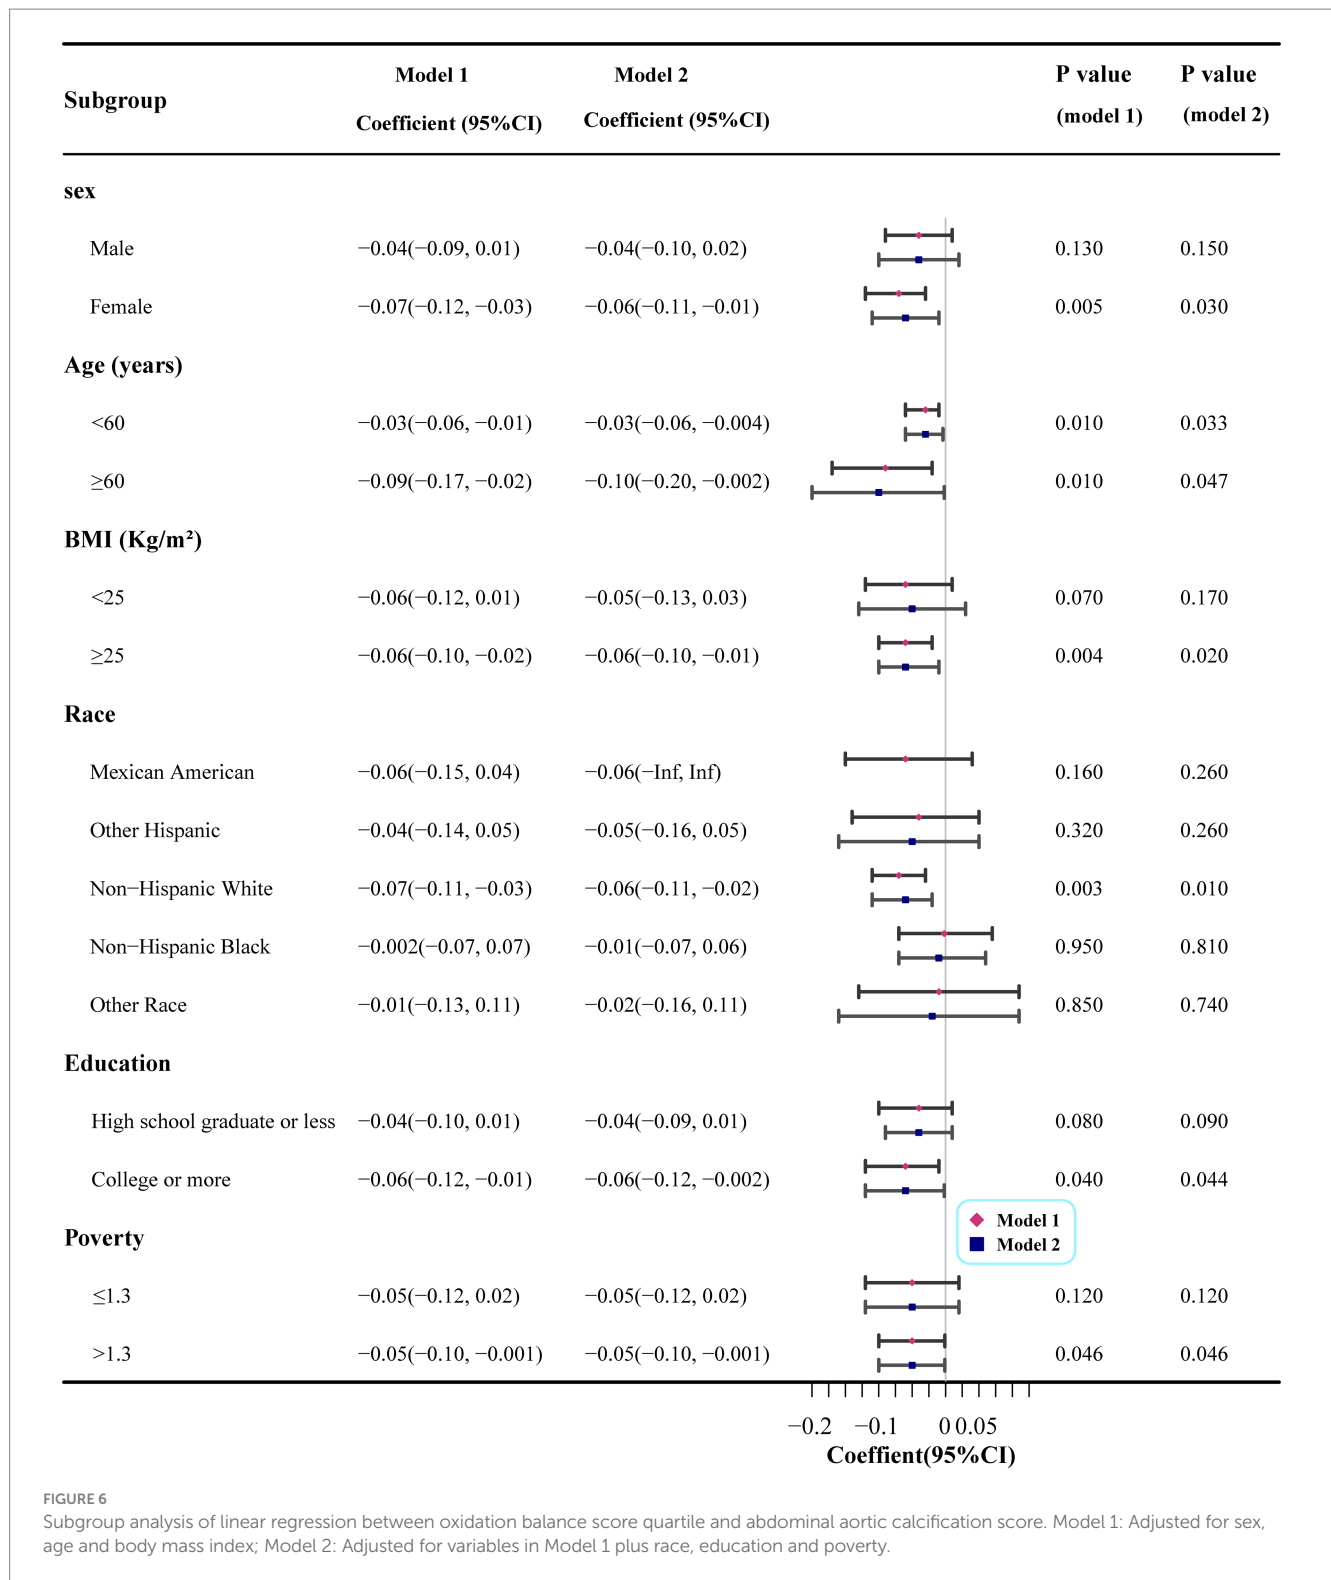 Subgroup Model 1 Coefficient (95%CI) Model 2 Coefficient (95%CI) P value (model 1) P value (model 2)
sex
Male −0.04(−0.09, 0.01) −0.04(−0.10, 0.02) 0.130 0.150
Female −0.07(−0.12, −0.03) −0.06(−0.11, −0.01) 0.005 0.030
Age (years)
<60 −0.03(−0.06, −0.01) −0.03(−0.06, −0.004) 0.010 0.033
≥60 −0.09(−0.17, −0.02) −0.10(−0.20, −0.002) 0.010 0.047
BMI (Kg/m²)
<25 −0.06(−0.12, 0.01) −0.05(−0.13, 0.03) 0.070 0.170
≥25 −0.06(−0.10, −0.02) −0.06(−0.10, −0.01) 0.004 0.020
Race
Mexican American −0.06(−0.15, 0.04) −0.06(−Inf, Inf) 0.160 0.260
Other Hispanic −0.04(−0.14, 0.05) −0.05(−0.16, 0.05) 0.320 0.260
Non−Hispanic White −0.07(−0.11, −0.03) −0.06(−0.11, −0.02) 0.003 0.010
Non−Hispanic Black −0.002(−0.07, 0.07) −0.01(−0.07, 0.06) 0.950 0.810
Other Race −0.01(−0.13, 0.11) −0.02(−0.16, 0.11) 0.850 0.740
Education
High school graduate or less −0.04(−0.10, 0.01) −0.04(−0.09, 0.01) 0.080 0.090
College or more −0.06(−0.12, −0.01) −0.06(−0.12, −0.002) 0.040 0.044
Model 1
Model 2
Poverty
≤1.3 −0.05(−0.12, 0.02) −0.05(−0.12, 0.02) 0.120 0.120
>1.3 −0.05(−0.10, −0.001) −0.05(−0.10, −0.001) 0.046 0.046
−0.2 −0.1 0 0.05
Coeffient(95%CI)
FIGURE 6
Subgroup analysis of linear regression between oxidation balance score quartile and abdominal aortic calcification score. Model 1: Adjusted for sex,
age and body mass index; Model 2: Adjusted for variables in Model 1 plus race, education and poverty.